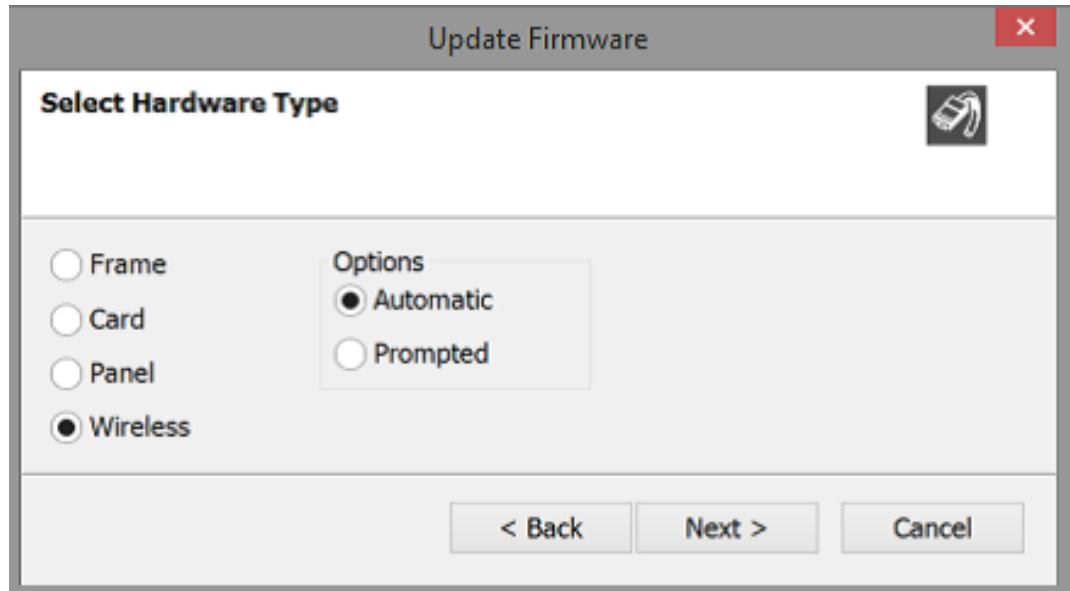 Update Firmware
Select Hardware Type
Frame
Card
Panel
Wireless
Options
Automatic
Prompted
< Back
Next >
Cancel